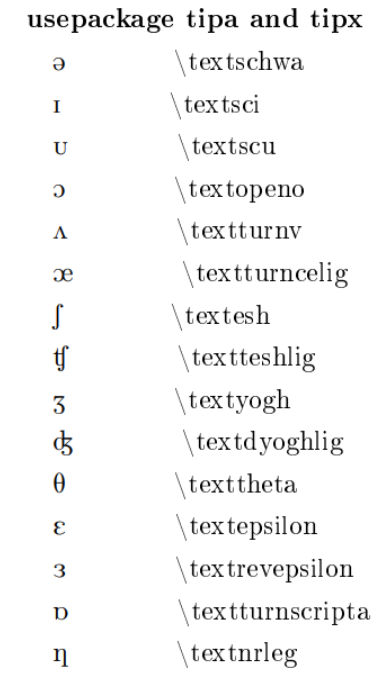 usepackage tipa and tipx
ə \textschwa
ɪ \textsci
ʊ \textscu
ɔ \textopeno
ʌ \textturnv
æ \textturncelig
ʃ \textesh
ʧ \textteshlig
ʒ \textyogh
ʤ \textdyoghlig
θ \texttheta
ɛ \textepsilon
ɜ \textrevepsilon
ɒ \textturnscripta
ƞ \textnrleg